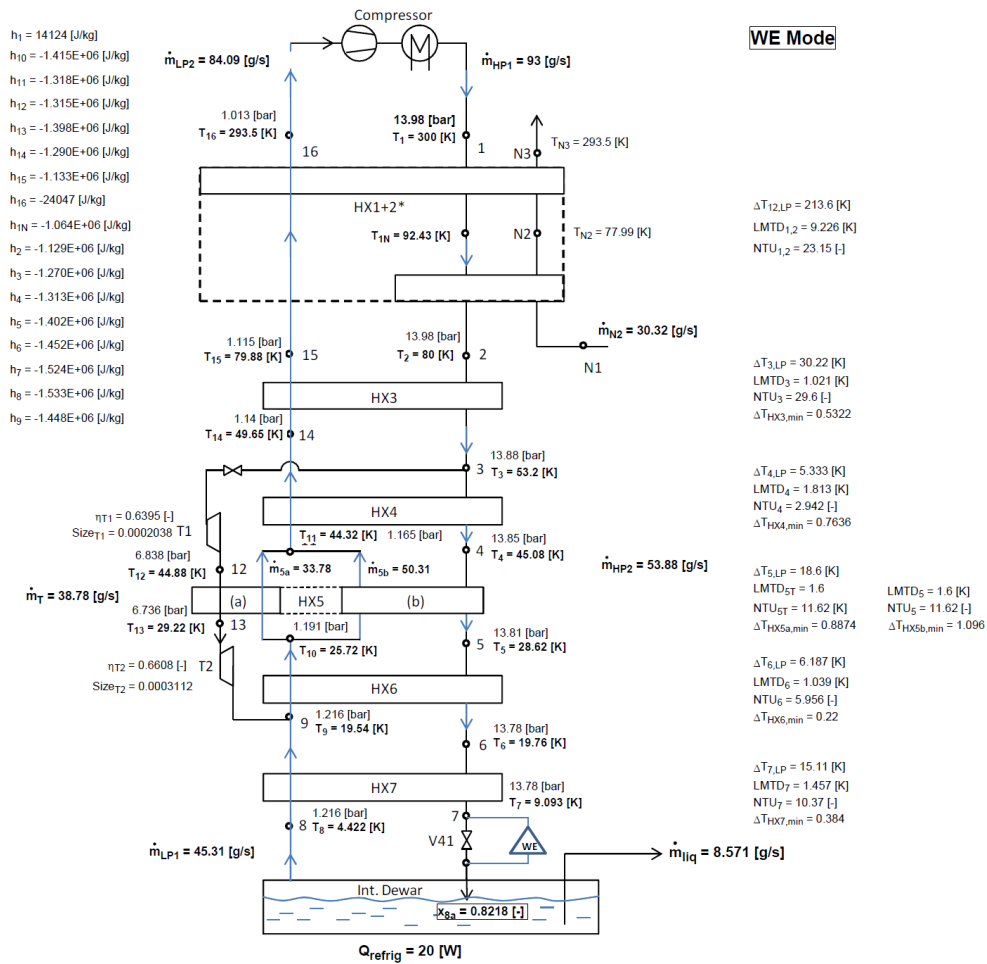 Compressor
WE Mode
h1 = 14124 [J/kg]
h10 = -1.415E+06 [J/kg]
h11 = -1.318E+06 [J/kg]
h12 = -1.315E+06 [J/kg]
h13 = -1.398E+06 [J/kg]
h14 = -1.290E+06 [J/kg]
h15 = -1.133E+06 [J/kg]
h16 = -24047 [J/kg]
h1N = -1.064E+06 [J/kg]
h2 = -1.129E+06 [J/kg]
h3 = -1.270E+06 [J/kg]
h4 = -1.313E+06 [J/kg]
h5 = -1.402E+06 [J/kg]
h6 = -1.452E+06 [J/kg]
h7 = -1.524E+06 [J/kg]
h8 = -1.533E+06 [J/kg]
h9 = -1.448E+06 [J/kg]
ṁLP2 = 84.09 [g/s]
ṁHP1 = 93 [g/s]
1.013 [bar]
T16 = 293.5 [K]
16
13.98 [bar]
T1 = 300 [K]
1
N3
TN3 = 293.5 [K]
HX1+2*
T1N = 92.43 [K]
N2
TN2 = 77.99 [K]
ΔT12,LP = 213.6 [K]
LMTD1,2 = 9.226 [K]
NTU1,2 = 23.15 [-]
ṁN2 = 30.32 [g/s]
N1
1.115 [bar]
T15 = 79.88 [K]
15
13.98 [bar]
T2 = 80 [K]
2
HX3
ΔT3,LP = 30.22 [K]
LMTD3 = 1.021 [K]
NTU3 = 29.6 [-]
ΔTHX3,min = 0.5322
1.14 [bar]
T14 = 49.65 [K]
14
3
13.88 [bar]
T3 = 53.2 [K]
HX4
ΔT4,LP = 5.333 [K]
LMTD4 = 1.813 [K]
NTU4 = 2.942 [-]
ΔTHX4,min = 0.7636
ηT1 = 0.6395 [-]
SizeT1 = 0.0002038
T1
T11 = 44.32 [K]
1.165 [bar]
13.85 [bar]
4
T4 = 45.08 [K]
6.838 [bar]
T12 = 44.88 [K]
12
ṁ5a = 33.78
ṁ5b = 50.31
ṁHP2 = 53.88 [g/s]
ṁT = 38.78 [g/s]
(a)
HX5
(b)
ΔT5,LP = 18.6 [K]
LMTD5T = 1.6
NTU5T = 11.62 [K]
ΔTHX5a,min = 0.8874
LMTD5 = 1.6 [K]
NTU5 = 11.62 [-]
ΔTHX5b,min = 1.096
6.736 [bar]
T13 = 29.22 [K]
13
1.191 [bar]
T10 = 25.72 [K]
13.81 [bar]
5
T5 = 28.62 [K]
ηT2 = 0.6608 [-]
T2
SizeT2 = 0.0003112
HX6
ΔT6,LP = 6.187 [K]
LMTD6 = 1.039 [K]
NTU6 = 5.956 [-]
ΔTHX6,min = 0.22
9
1.216 [bar]
T9 = 19.54 [K]
13.78 [bar]
6
T6 = 19.76 [K]
HX7
ΔT7,LP = 15.11 [K]
LMTD7 = 1.457 [K]
NTU7 = 10.37 [-]
ΔTHX7,min = 0.384
13.78 [bar]
T7 = 9.093 [K]
7
8
1.216 [bar]
T8 = 4.422 [K]
V41
WE
ṁLP1 = 45.31 [g/s]
ṁliq = 8.571 [g/s]
Int. Dewar
x8a = 0.8218 [-]
Qrefrig = 20 [W]